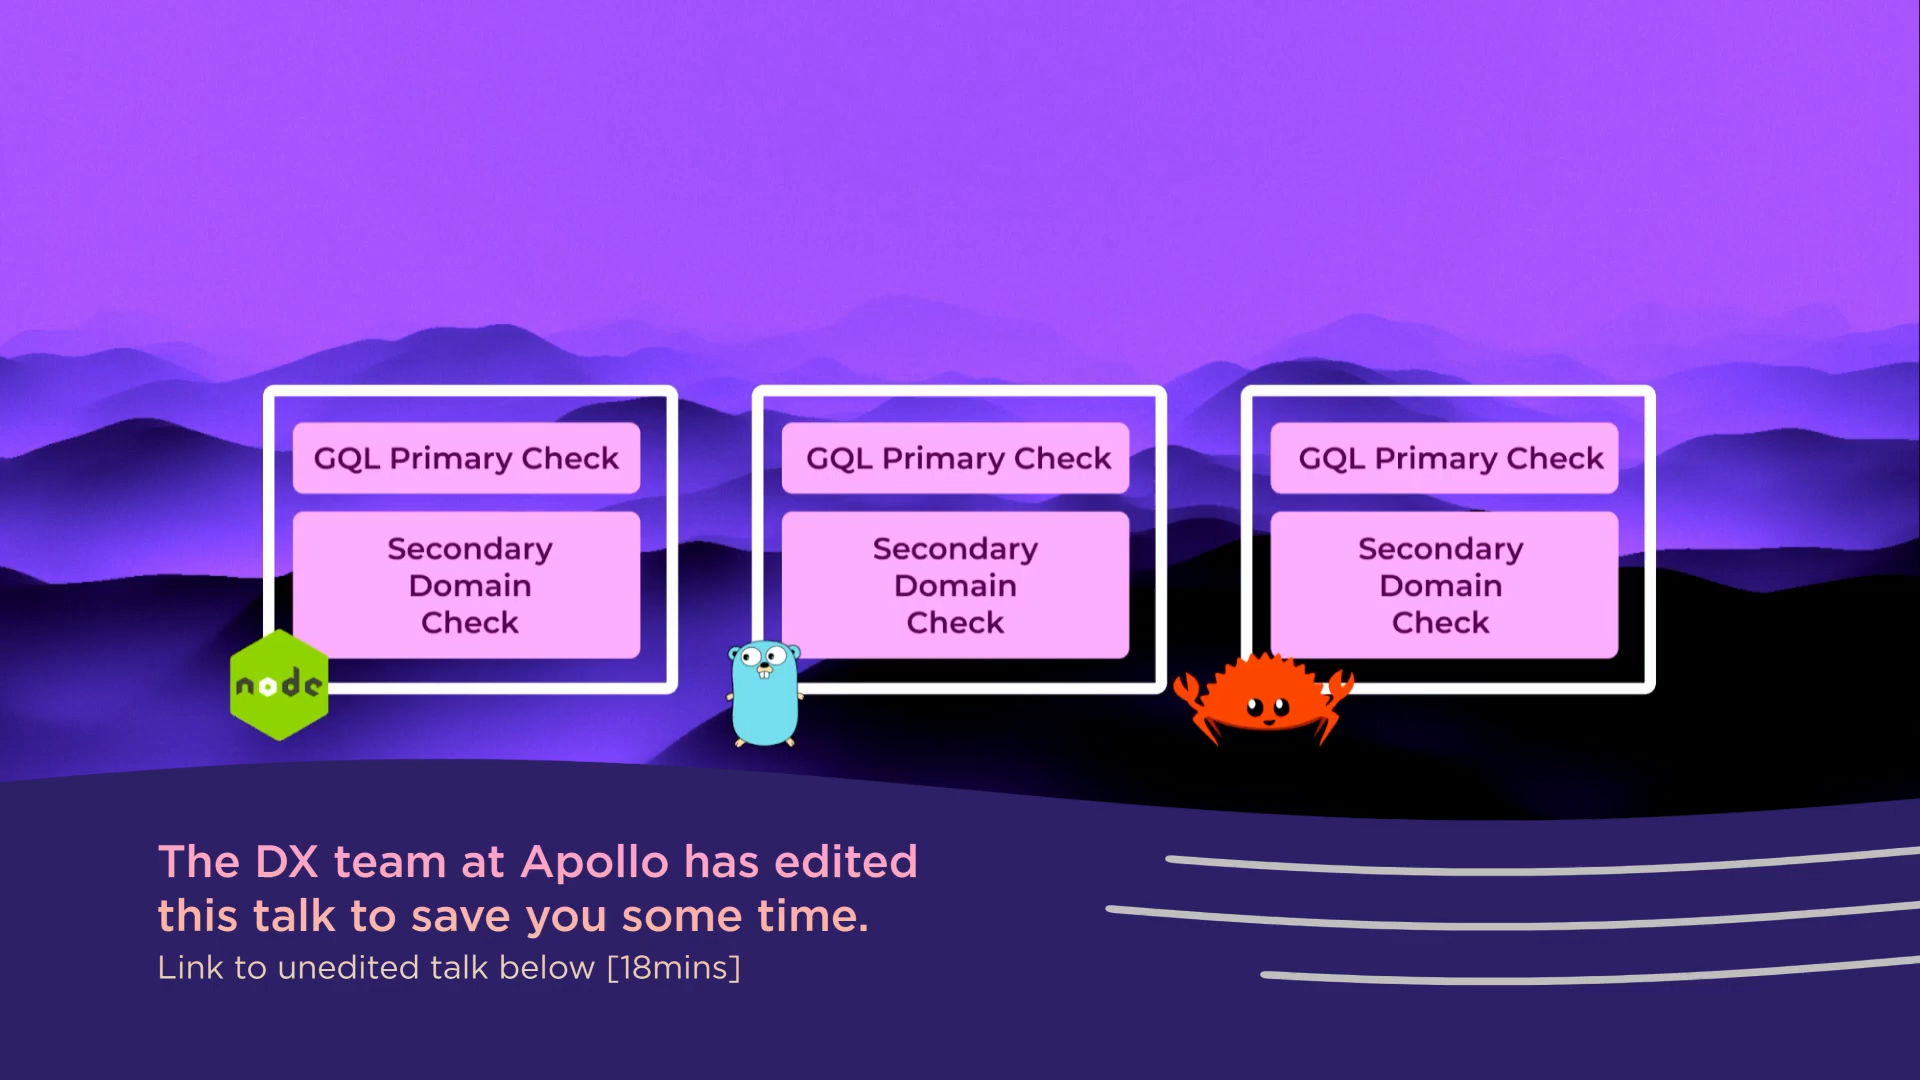 GQL Primary Check
Secondary
Domain
Check
GQL Primary Check
Secondary
Domain
Check
GQL Primary Check
Secondary
Domain
Check
node
The DX team at Apollo has edited
this talk to save you some time.
Link to unedited talk below [18mins]